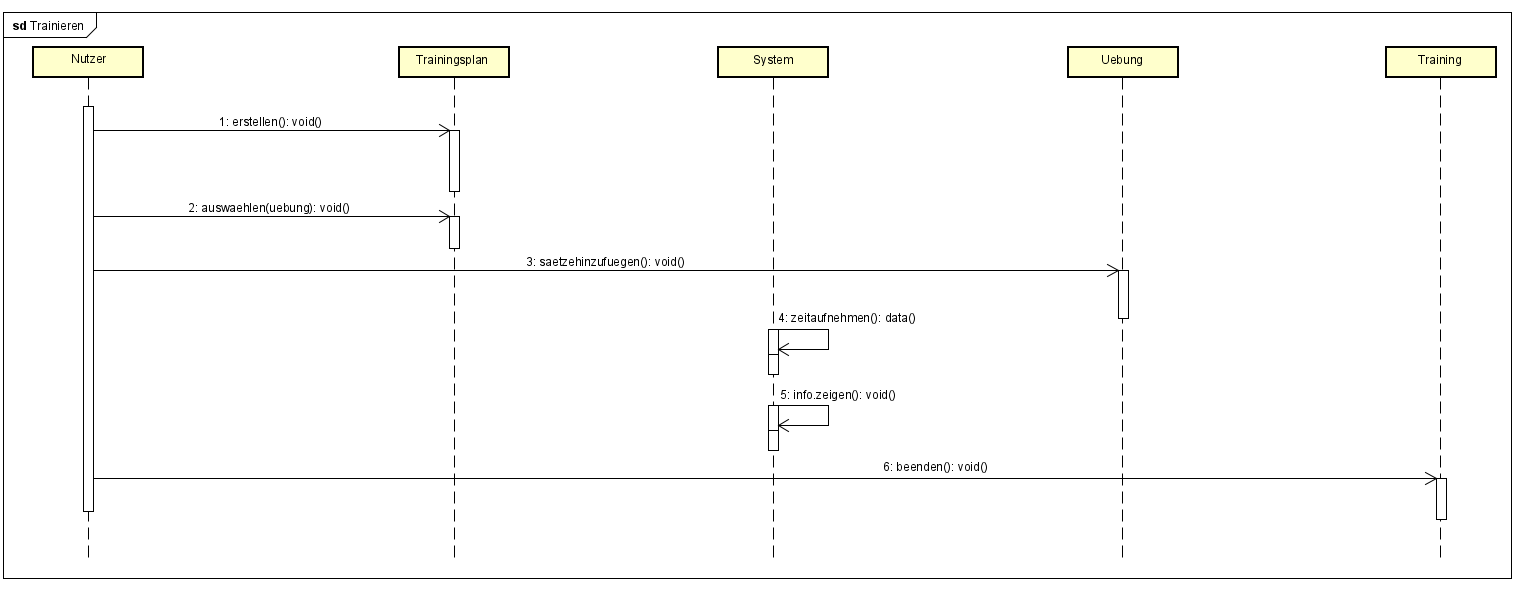 sd Trainieren
Nutzer
Trainingsplan
System
Uebung
Training
1: erstellen(): void()
2: auswaehlen(uebung): void()
3: saetzehinzufuegen(): void()
4: zeitaufnehmen(): data()
5: info.zeigen(): void()
6: beenden(): void()